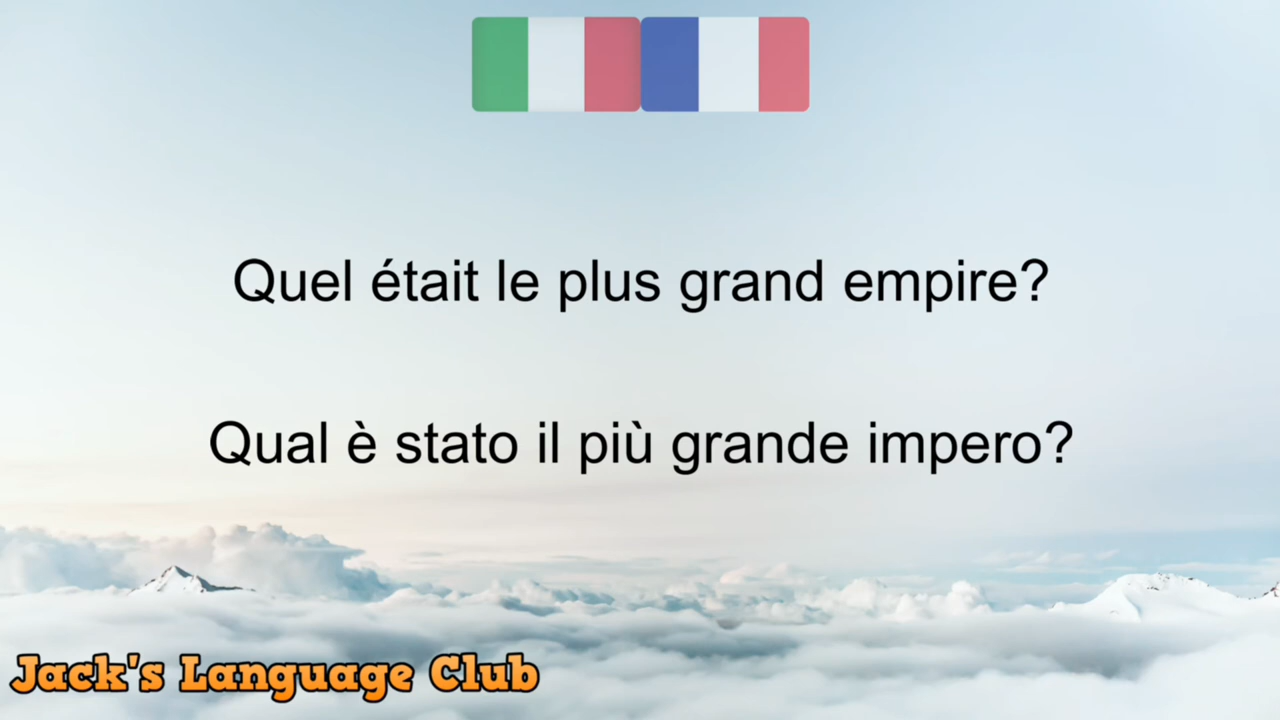 Quel était le plus grand empire?
Qual è stato il più grande impero?
Jack's Language Club